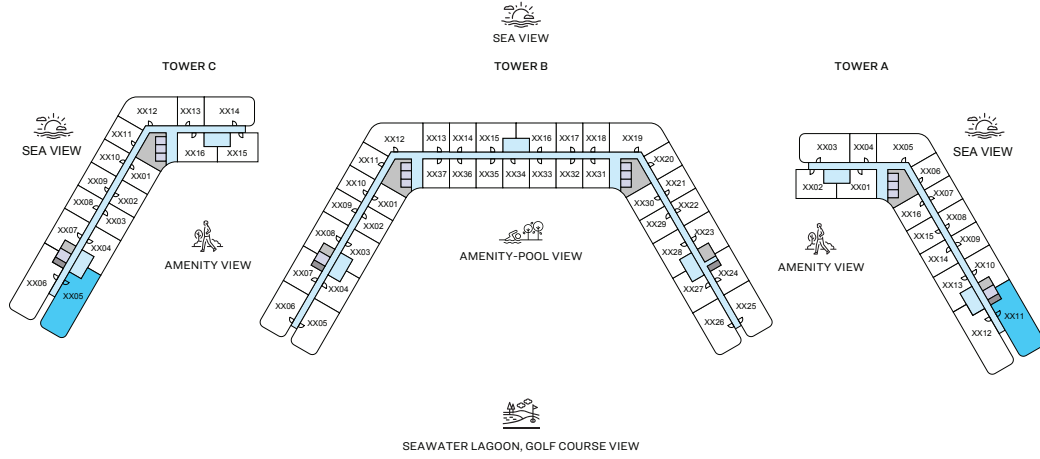 SEA VIEW
TOWER C
TOWER B
TOWER A
SEA VIEW
XX12
XX13
XX14
XX11
XX10
XX16
XX15
XX01
XX09
XX02
XX08
XX03
XX07
XX04
XX06
XX05
AMENITY VIEW
XX12
XX13
XX14
XX15
XX16
XX17
XX18
XX19
XX11
XX37
XX36
XX35
XX34
XX33
XX32
XX31
XX20
XX10
XX01
XX30
XX21
XX09
XX02
XX29
XX22
XX08
XX03
XX28
XX23
XX07
XX04
XX27
XX24
XX06
XX05
XX26
XX25
AMENITY-POOL VIEW
XX03
XX04
XX05
SEA VIEW
XX02
XX01
XX06
XX07
XX16
XX08
XX15
XX09
XX14
XX10
XX13
XX11
XX12
AMENITY VIEW
SEAWATER LAGOON, GOLF COURSE VIEW